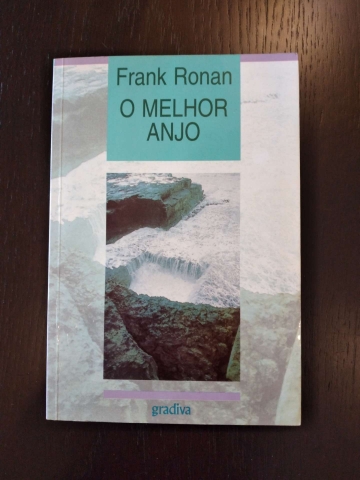 Frank Ronan
O MELHOR
ANJO
gradiva